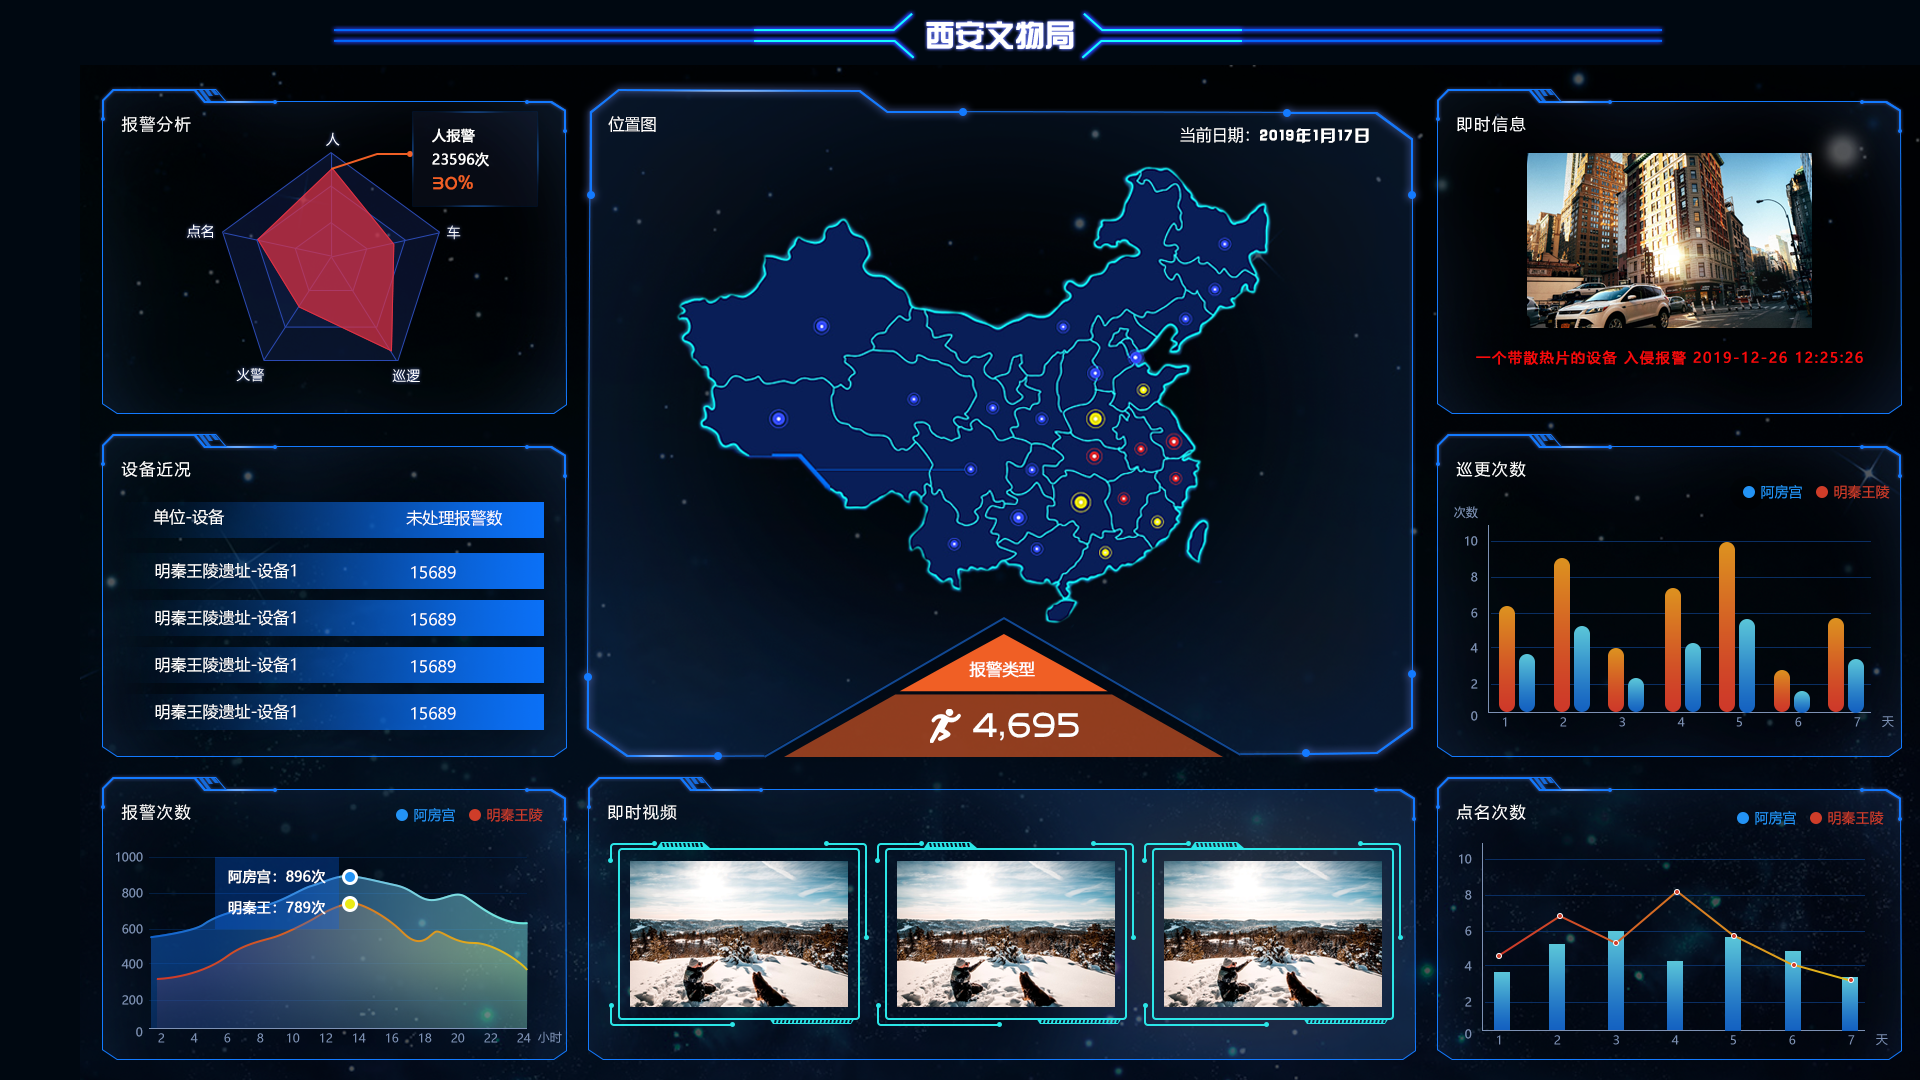 西安文物局
报警分析
人
车
巡逻
火警
点名
人报警
23596次
30%
设备近况
单位-设备 未处理报警数
明秦王陵遗址-设备1 15689
明秦王陵遗址-设备1 15689
明秦王陵遗址-设备1 15689
明秦王陵遗址-设备1 15689
报警次数
阿房宫 明秦王陵
1000
800
600
400
200
0
阿房宫：896次
明秦王：789次
2 4 6 8 10 12 14 16 18 20 22 24 小时
位置图
当前日期：2019年1月17日
报警类型
4,695
即时视频
即时信息
一个带散热片的设备 入侵报警 2019-12-26 12:25:26
巡更次数
阿房宫 明秦王陵
次数
10
8
6
4
2
0
1 2 3 4 5 6 7 天
点名次数
阿房宫 明秦王陵
10
8
6
4
2
0
1 2 3 4 5 6 7 天